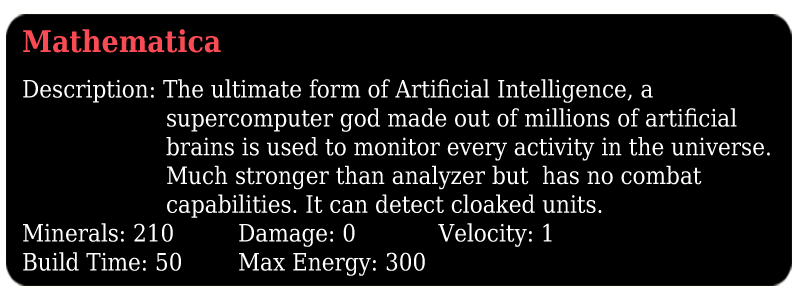 Mathematica
Description: The ultimate form of Artificial Intelligence, a
supercomputer god made out of millions of artificial
brains is used to monitor every activity in the universe.
Much stronger than analyzer but  has no combat
capabilities. It can detect cloaked units.
Minerals: 210 Damage: 0 Velocity: 1
Build Time: 50 Max Energy: 300